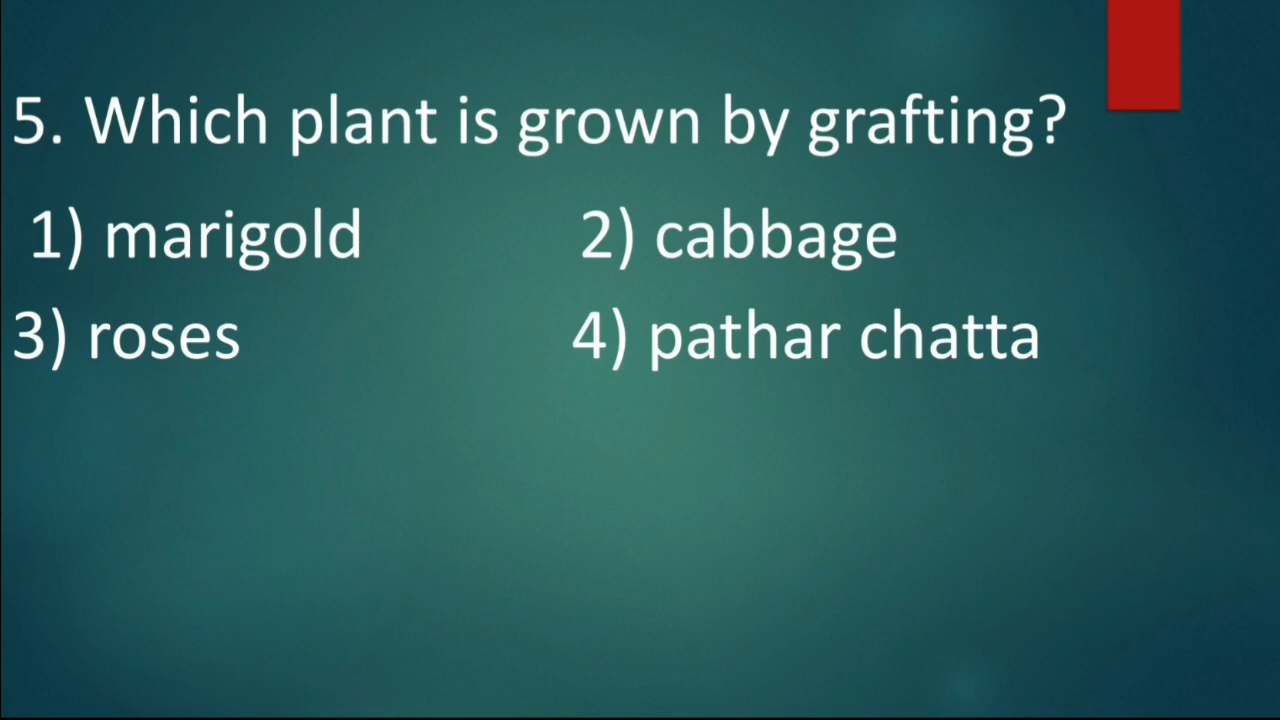 5. Which plant is grown by grafting?
1) marigold 2) cabbage
3) roses 4) pathar chatta